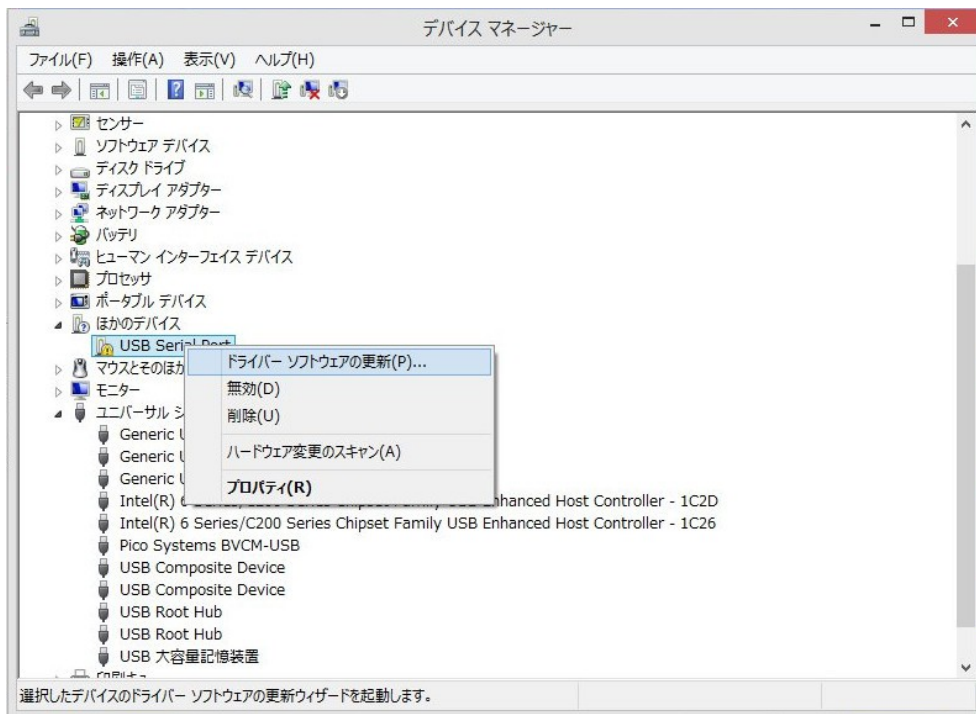 デバイス マネージャー
ファイル(F) 操作(A) 表示(V) ヘルプ(H)
センサー
ソフトウェア デバイス
ディスク ドライブ
ディスプレイ アダプター
ネットワーク アダプター
バッテリ
ヒューマン インターフェイス デバイス
プロセッサ
ポータブル デバイス
ほかのデバイス
USB Serial Port
ドライバー ソフトウェアの更新(P)...
無効(D)
削除(U)
ハードウェア変更のスキャン(A)
プロパティ(R)
マウスとそのほか
モニター
ユニバーサル シ
Generic U
Generic U
Generic U
Intel(R) 6 Series/C200 Series Chipset Family USB Enhanced Host Controller - 1C2D
Intel(R) 6 Series/C200 Series Chipset Family USB Enhanced Host Controller - 1C26
Pico Systems BVCM-USB
USB Composite Device
USB Composite Device
USB Root Hub
USB Root Hub
USB 大容量記憶装置
選択したデバイスのドライバー ソフトウェアの更新ウィザードを起動します。